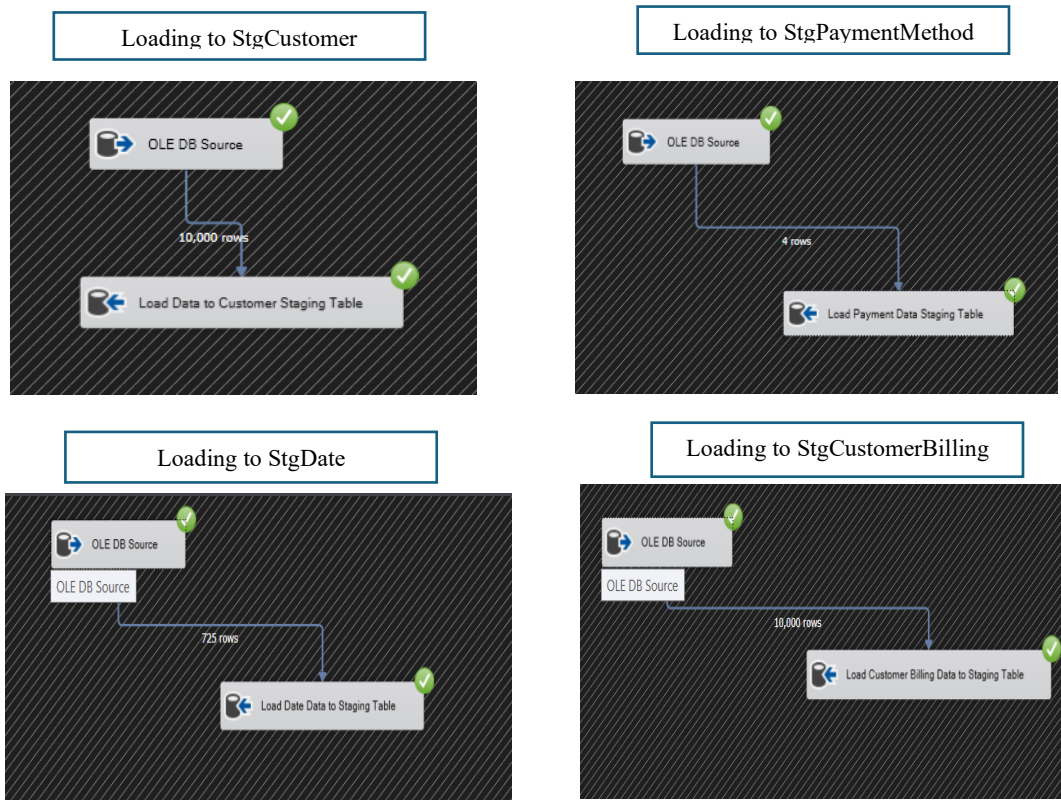 Loading to StgCustomer
Loading to StgPaymentMethod
OLE DB Source
10,000 rows
Load Data to Customer Staging Table
OLE DB Source
4 rows
Load Payment Data Staging Table
Loading to StgDate
Loading to StgCustomerBilling
OLE DB Source
OLE DB Source
725 rows
Load Date Data to Staging Table
OLE DB Source
OLE DB Source
10,000 rows
Load Customer Billing Data to Staging Table